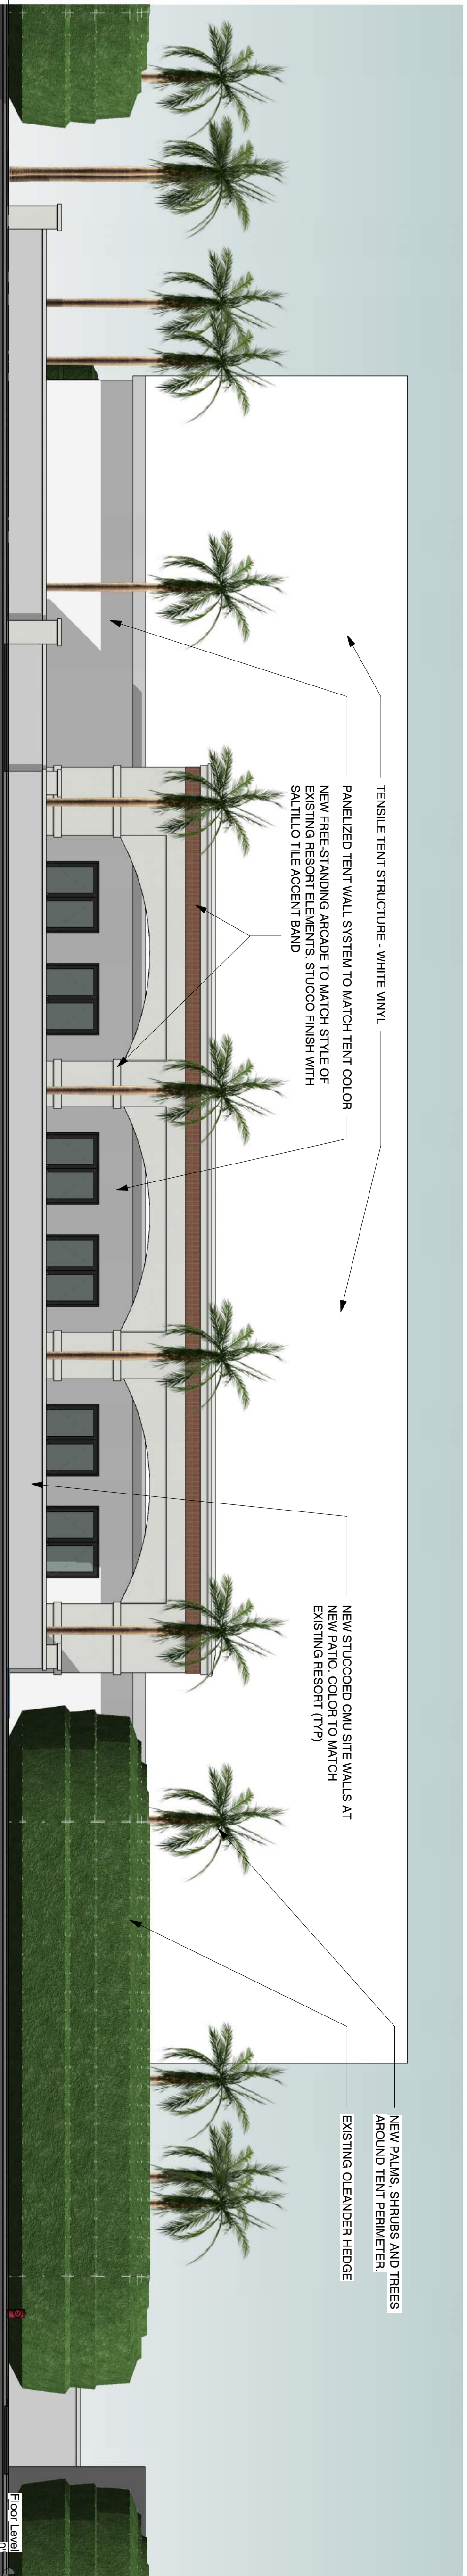 TENSILE TENT STRUCTURE - WHITE VINYL
PANELIZED TENT WALL SYSTEM TO MATCH TENT COLOR
NEW FREE-STANDING ARCADE TO MATCH STYLE OF
EXISTING RESORT ELEMENTS. STUCCO FINISH WITH
SALTILLO TILE ACCENT BAND
NEW STUCCOED CMU SITE WALLS AT
NEW PATIO. COLOR TO MATCH
EXISTING RESORT (TYP)
NEW PALMS, SHRUBS AND TREES
AROUND TENT PERIMETER.
EXISTING OLEANDER HEDGE
Floor Level